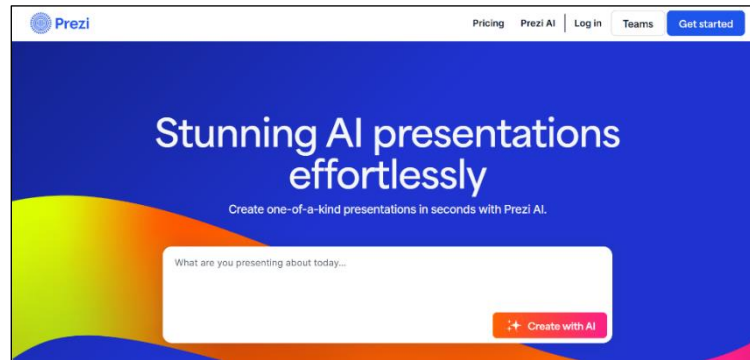 Prezi
Pricing Prezi AI Log in Teams Get started
Stunning AI presentations
effortlessly
Create one-of-a-kind presentations in seconds with Prezi AI.
What are you presenting about today...
Create with AI